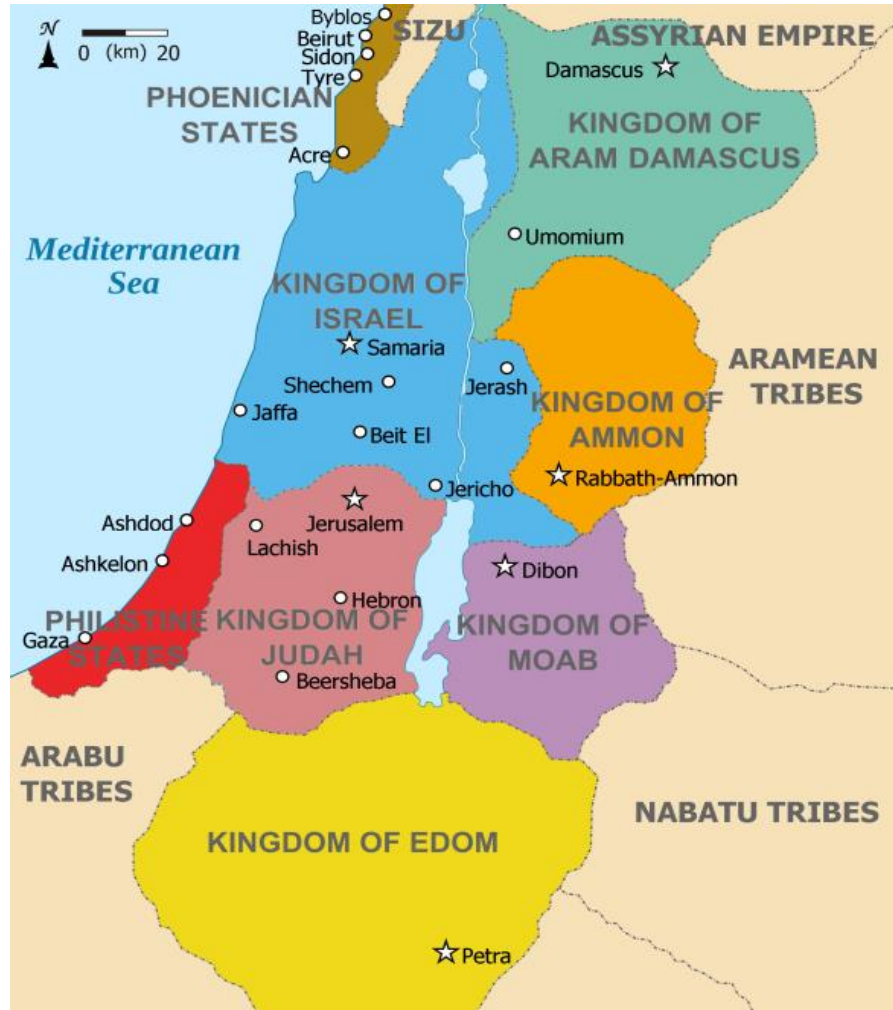 N
0 (km) 20
Byblos
Beirut
Sidon
Tyre
SIZU
ASSYRIAN EMPIRE
Damascus
PHOENICIAN
STATES
KINGDOM OF
ARAM DAMASCUS
Acre
Umomium
Mediterranean
Sea
KINGDOM OF
ISRAEL
Samaria
Shechem
Jerash
ARAMEAN
TRIBES
Jaffa
KINGDOM OF
AMMON
Beit El
Rabbath-Ammon
Jericho
Jerusalem
Ashdod
Lachish
Ashkelon
Dibon
Hebron
PHILISTINE
STATES
Gaza
KINGDOM OF
JUDAH
KINGDOM OF
MOAB
Beersheba
ARABU
TRIBES
NABATU TRIBES
KINGDOM OF EDOM
Petra